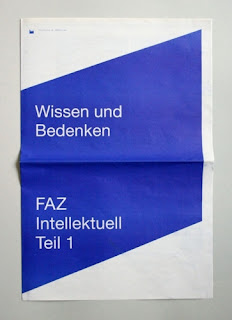 Wissen und
Bedenken
FAZ
Intellektuell
Teil 1